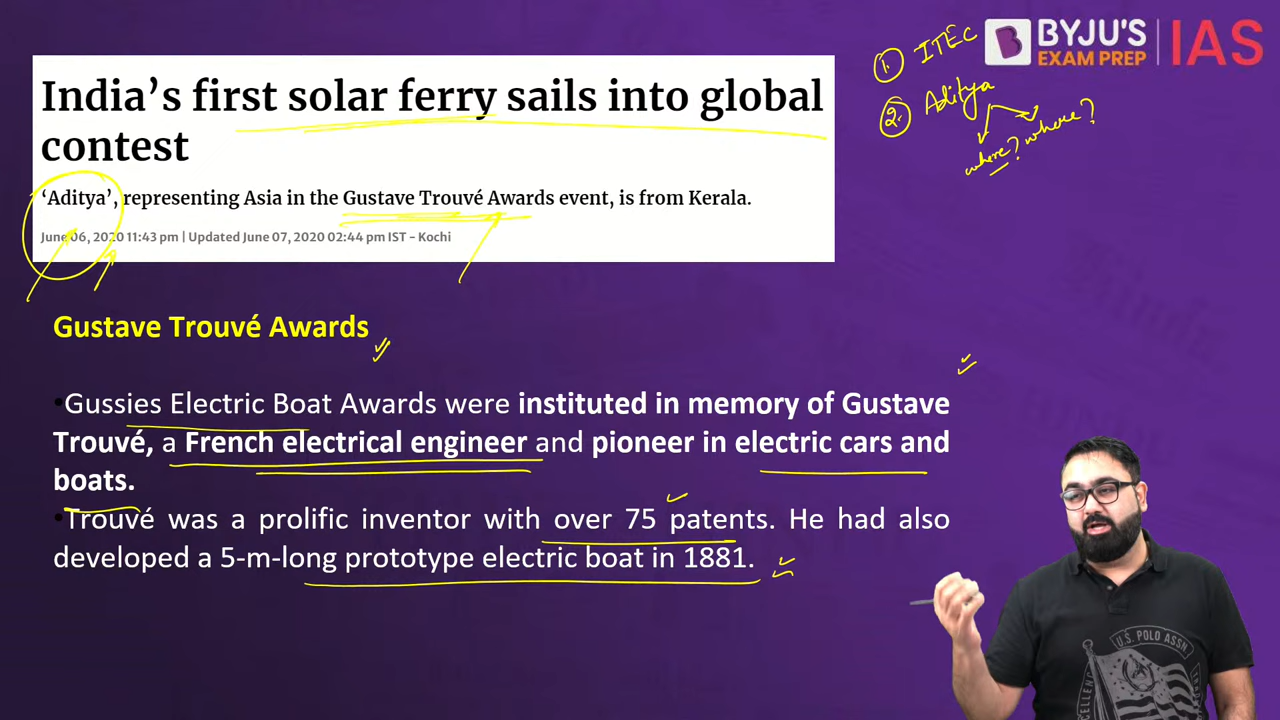 India's first solar ferry sails into global
contest
'Aditya', representing Asia in the Gustave Trouvé Awards event, is from Kerala.
June 06, 2020 11:43 pm | Updated June 07, 2020 02:44 pm IST - Kochi
1. ITEC
2. Aditya
where? where?
BYJU'S
EXAM PREP
IAS
Gustave Trouvé Awards
•Gussies Electric Boat Awards were instituted in memory of Gustave
Trouvé, a French electrical engineer and pioneer in electric cars and
boats.
•Trouvé was a prolific inventor with over 75 patents. He had also
developed a 5-m-long prototype electric boat in 1881.
U.S. POLO ASSN.